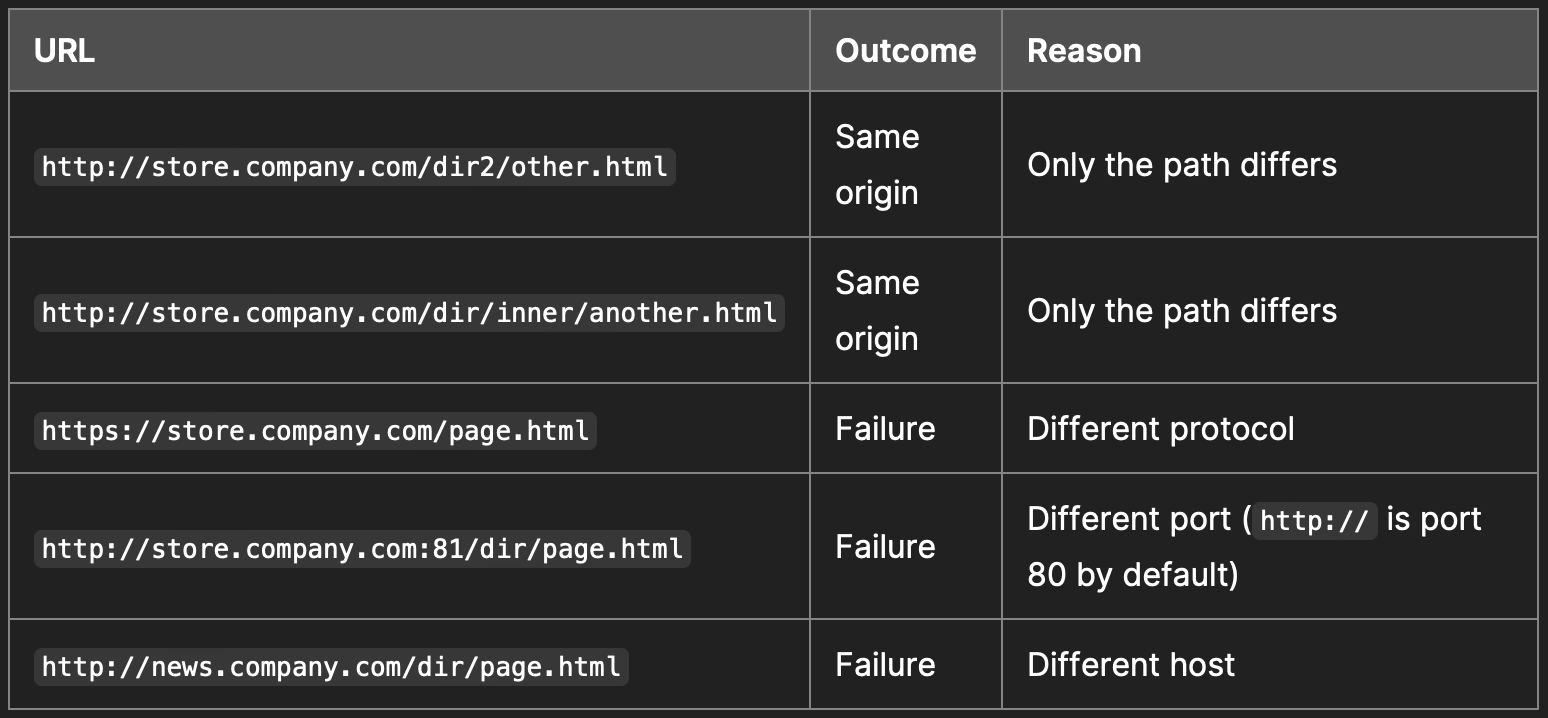 URL Outcome Reason
http://store.company.com/dir2/other.html Same origin Only the path differs
http://store.company.com/dir/inner/another.html Same origin Only the path differs
https://store.company.com/page.html Failure Different protocol
http://store.company.com:81/dir/page.html Failure Different port (http:// is port 80 by default)
http://news.company.com/dir/page.html Failure Different host